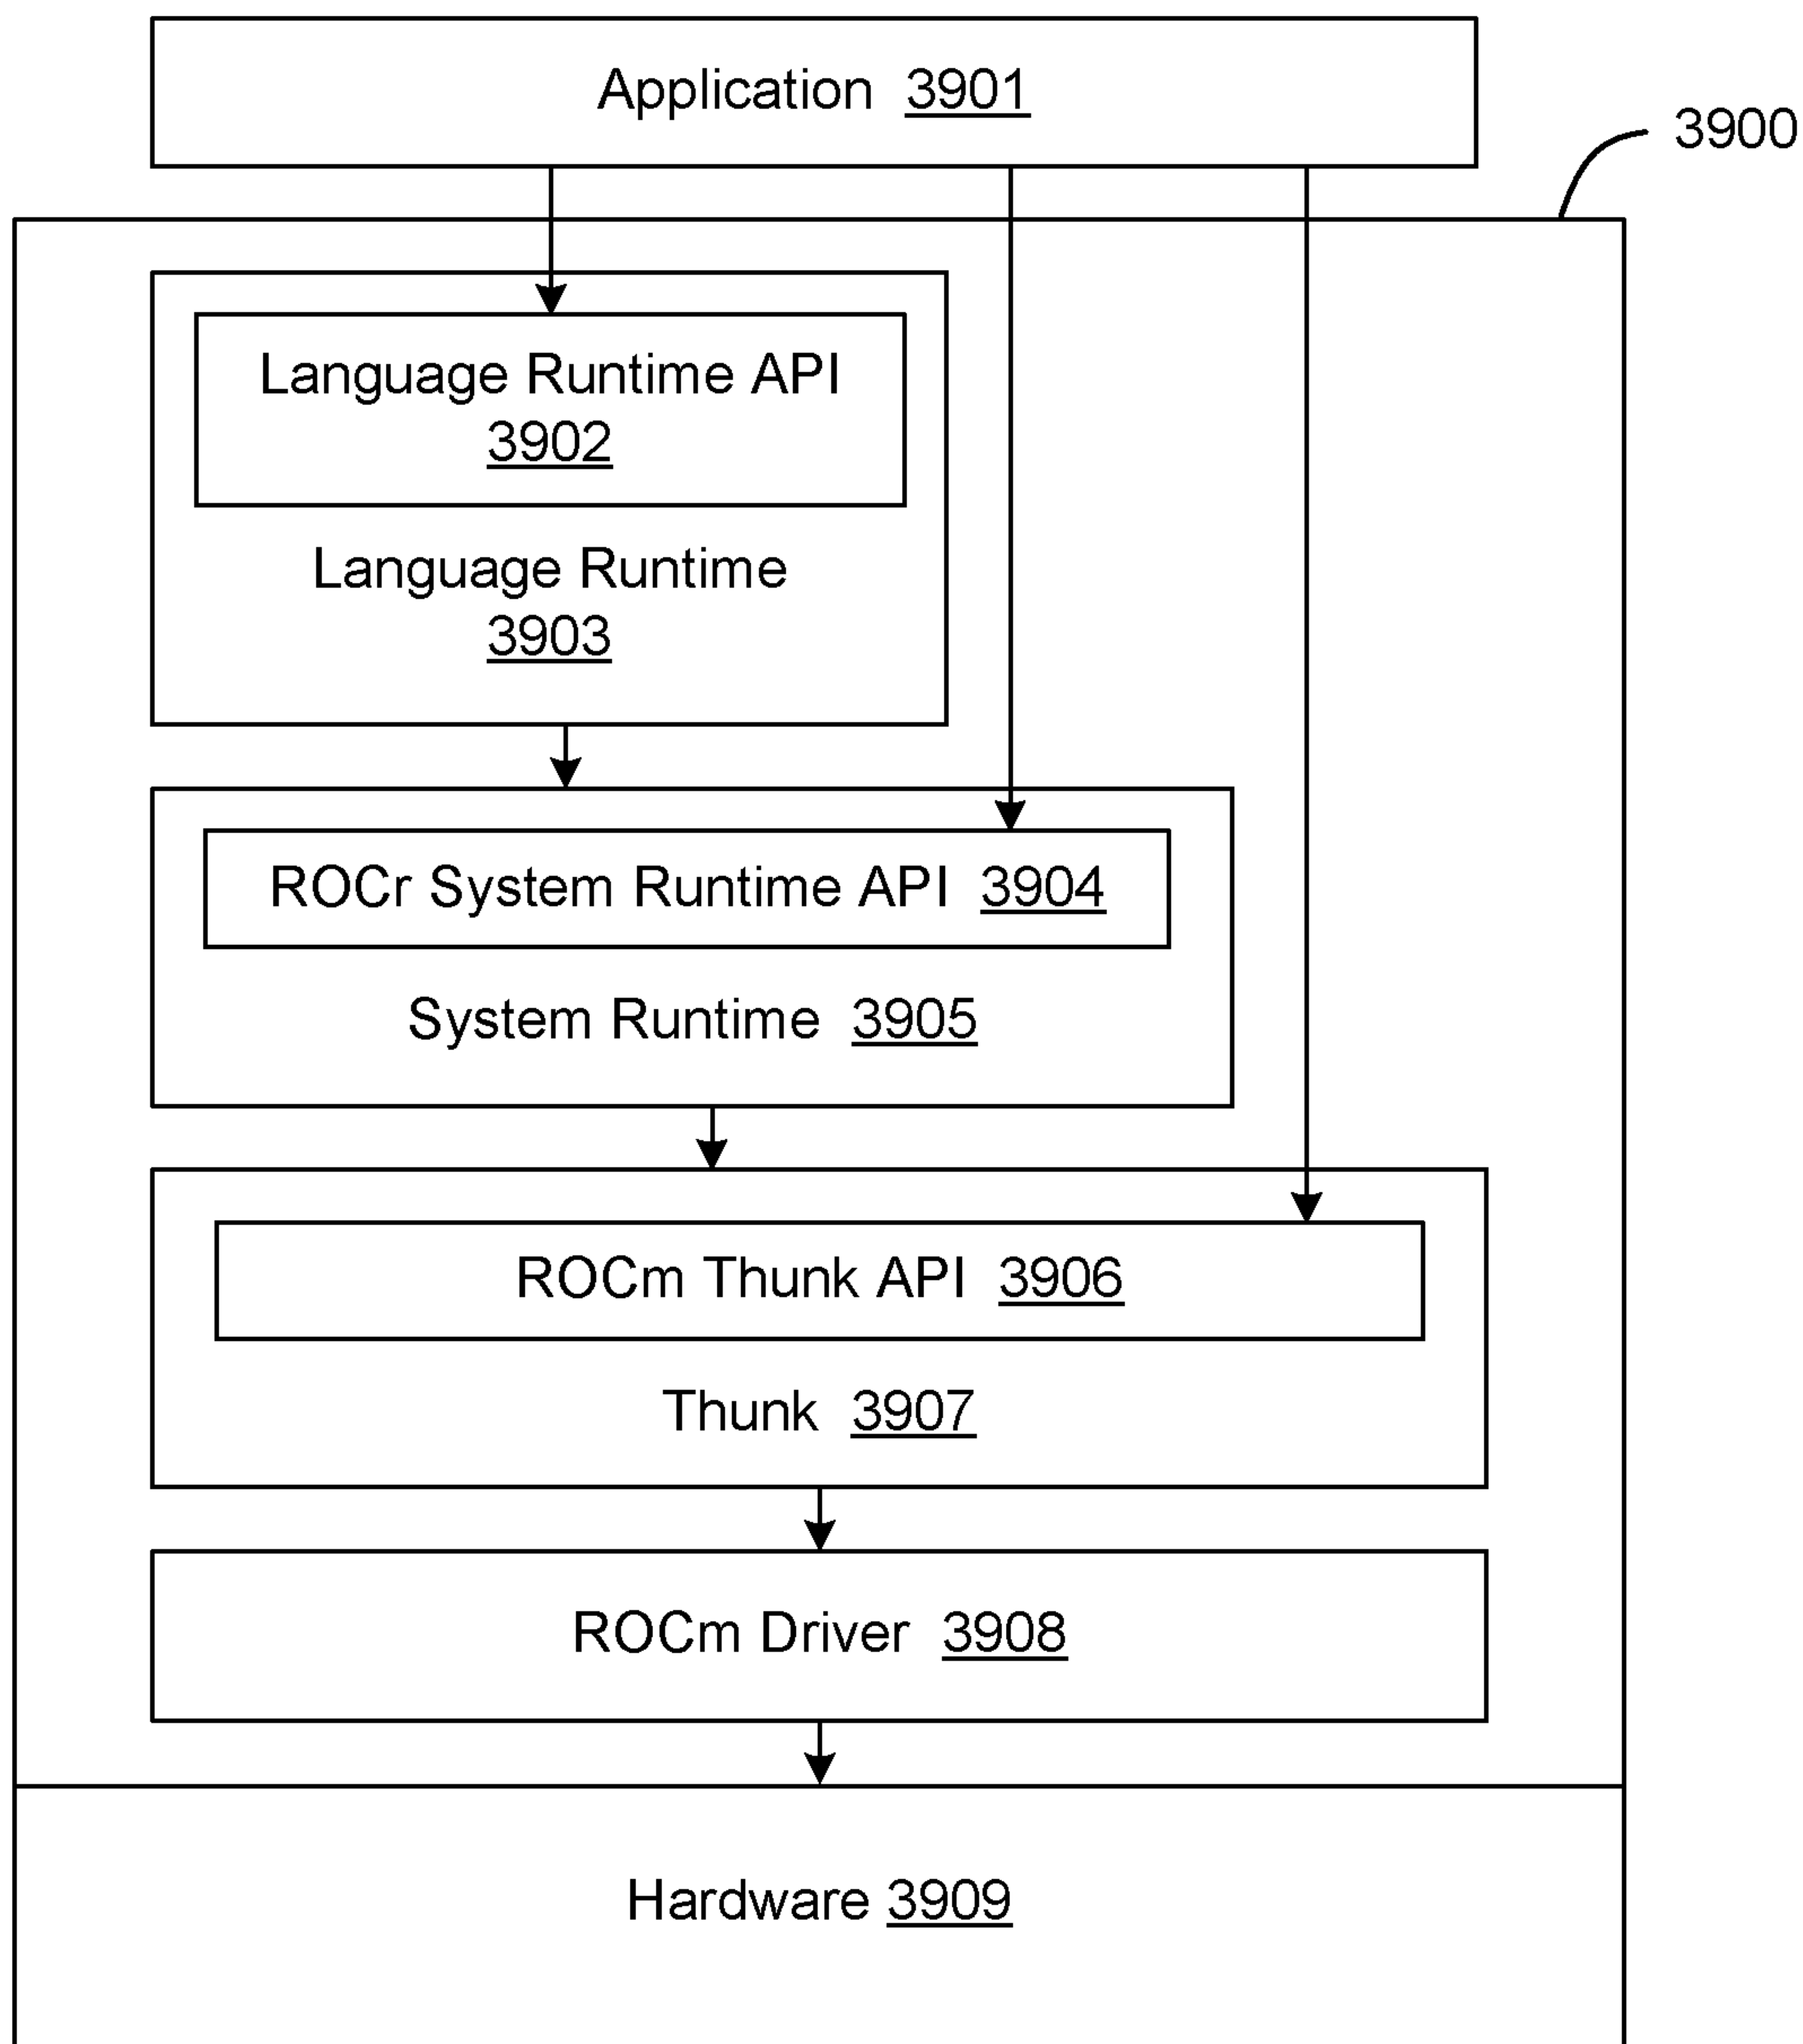 Application 3901
3900
Language Runtime API
3902
Language Runtime
3903
ROCr System Runtime API 3904
System Runtime 3905
ROCm Thunk API 3906
Thunk 3907
ROCm Driver 3908
Hardware 3909